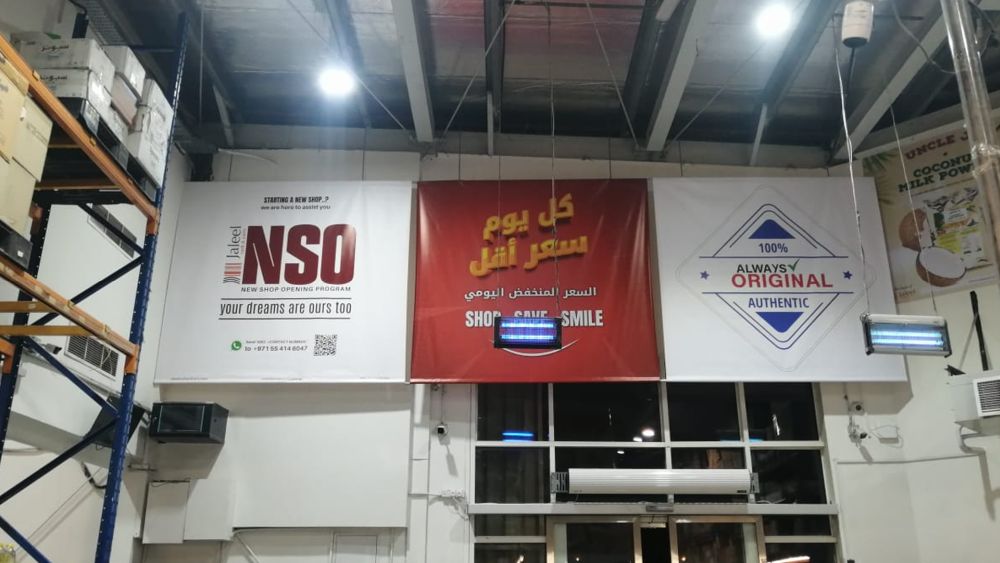 سبوتز
STARTING A NEW SHOP..?
we are here to assist you
Jaleel
NSO
NEW SHOP OPENING PROGRAM
your dreams are ours too
to +971 55 414 6047
كل يوم
سعر أقل
السعر المنخفض اليومي
SHOP SAVE SMILE
100%
ALWAYS
ORIGINAL
AUTHENTIC
UNCLE
COCONUT
MILK POW